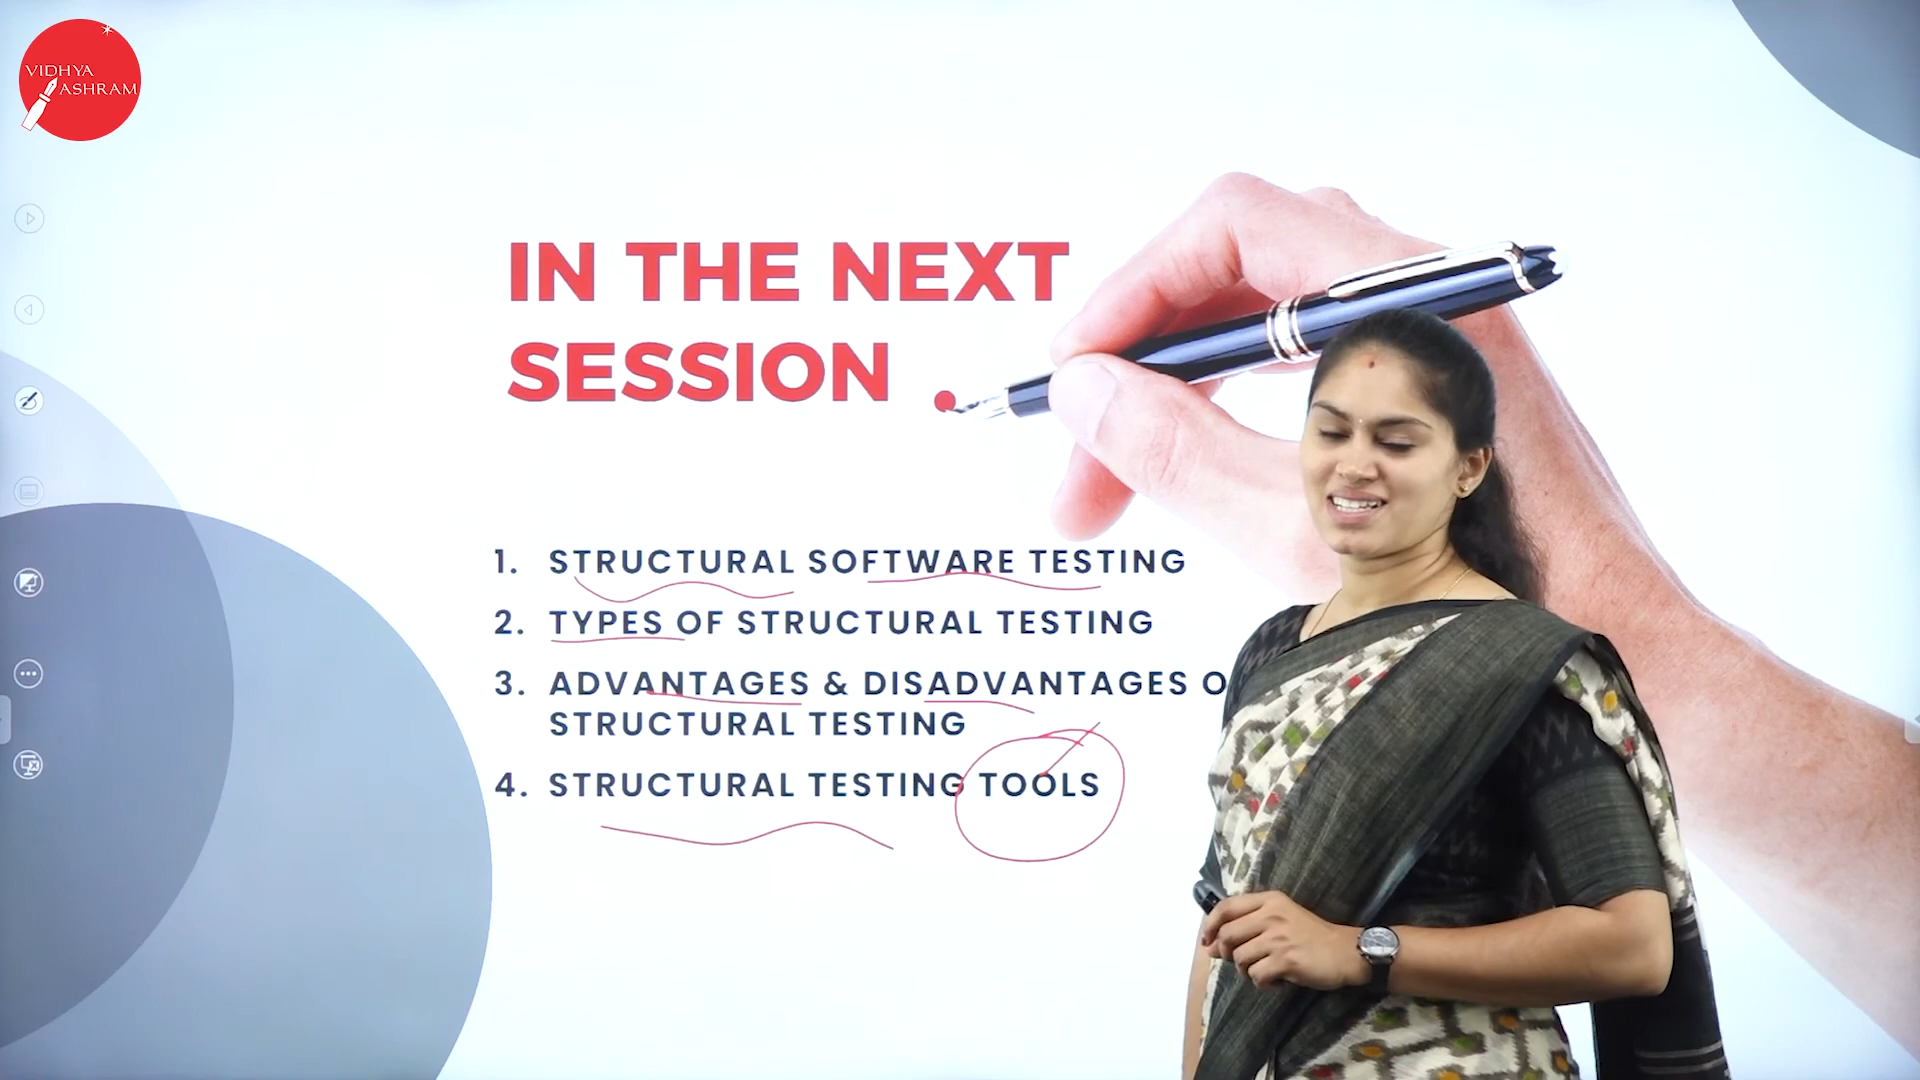 VIDHYA
ASHRAM
IN THE NEXT
SESSION
1. STRUCTURAL SOFTWARE TESTING
2. TYPES OF STRUCTURAL TESTING
3. ADVANTAGES & DISADVANTAGES O
STRUCTURAL TESTING
4. STRUCTURAL TESTING TOOLS